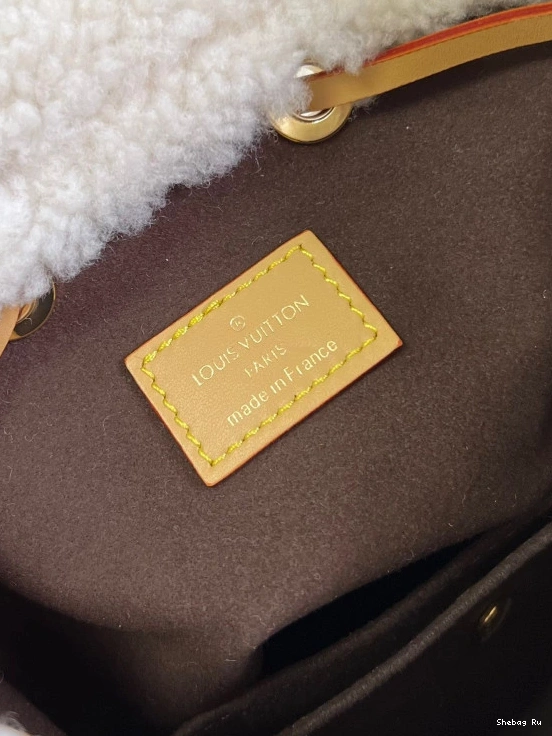 LOUIS VUITTON
PARIS
made in France
Shebag Ru